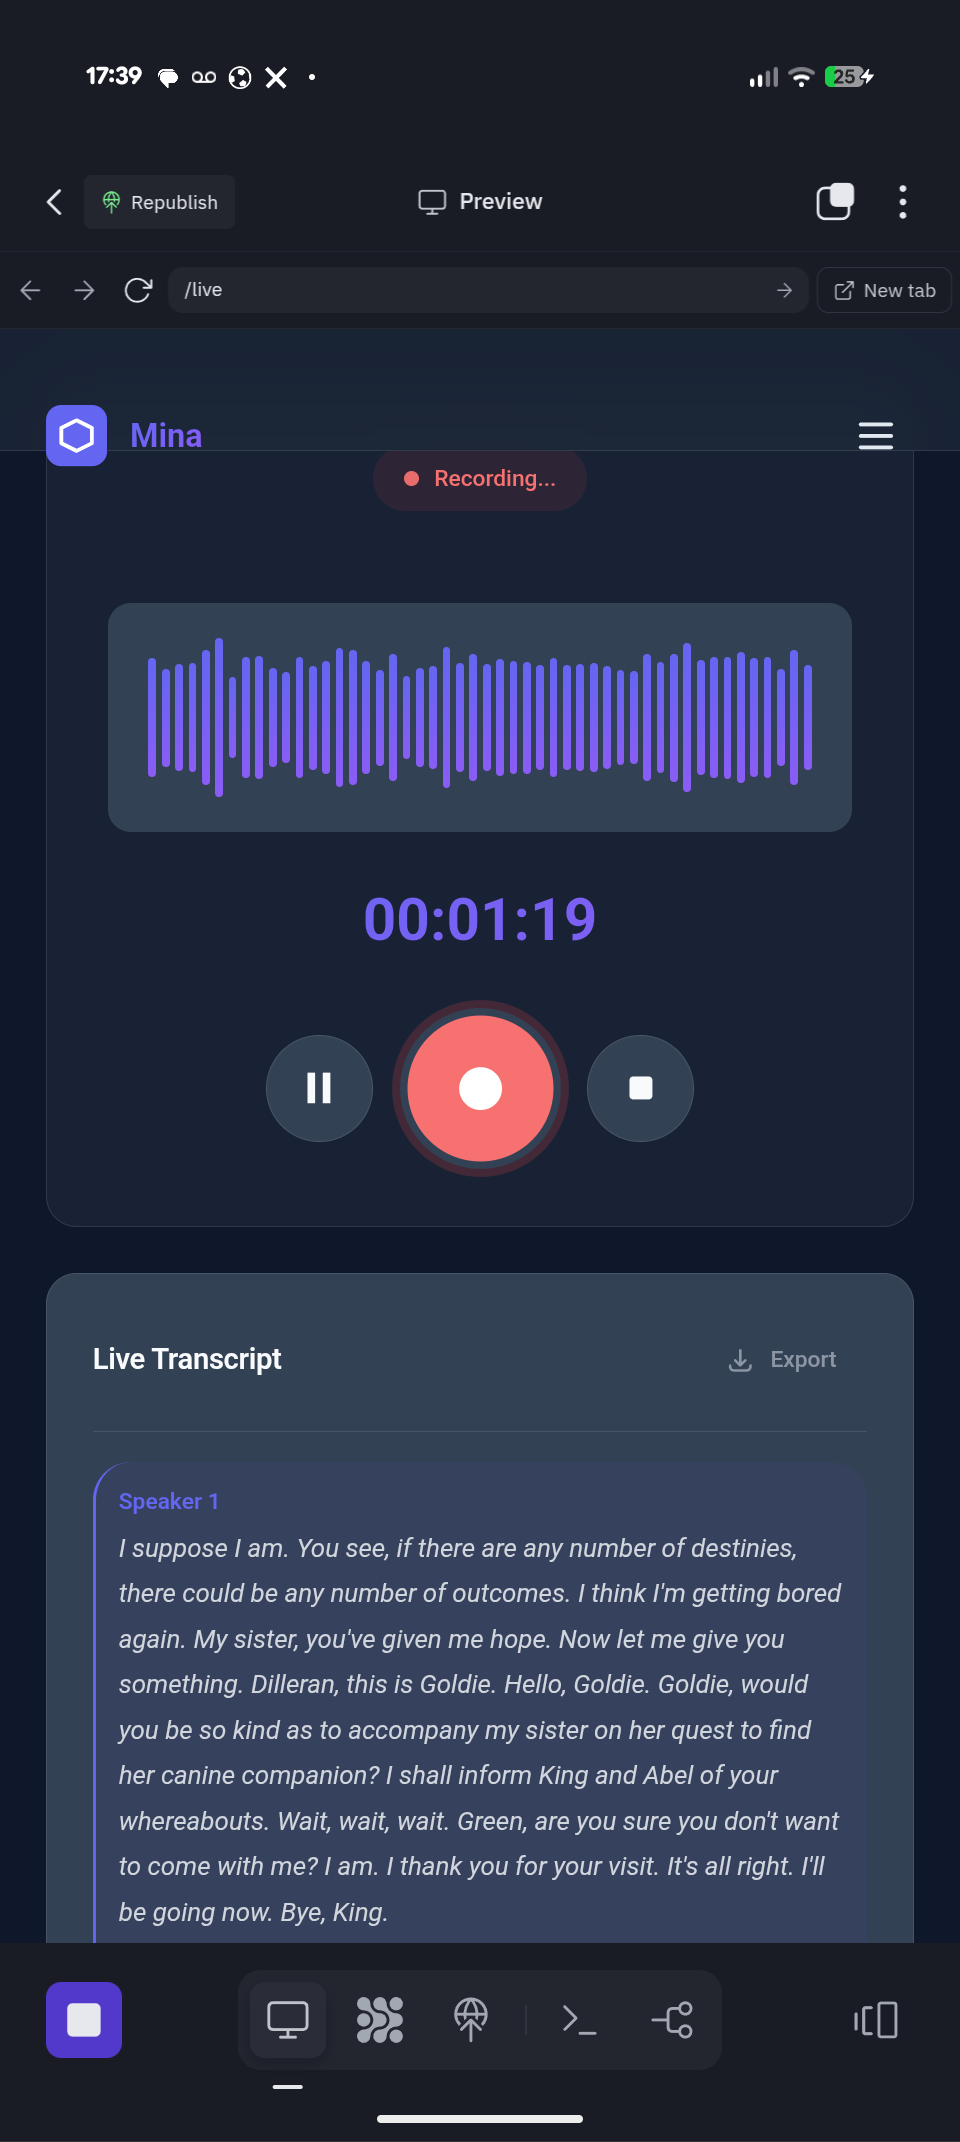 17:39
25
Republish
Preview
/live
New tab
Mina
Recording...
00:01:19
Live Transcript
Export
Speaker 1
I suppose I am. You see, if there are any number of destinies,
there could be any number of outcomes. I think I'm getting bored
again. My sister, you've given me hope. Now let me give you
something. Dilleran, this is Goldie. Hello, Goldie. Goldie, would
you be so kind as to accompany my sister on her quest to find
her canine companion? I shall inform King and Abel of your
whereabouts. Wait, wait, wait. Green, are you sure you don't want
to come with me? I am. I thank you for your visit. It's all right. I'll
be going now. Bye, King.